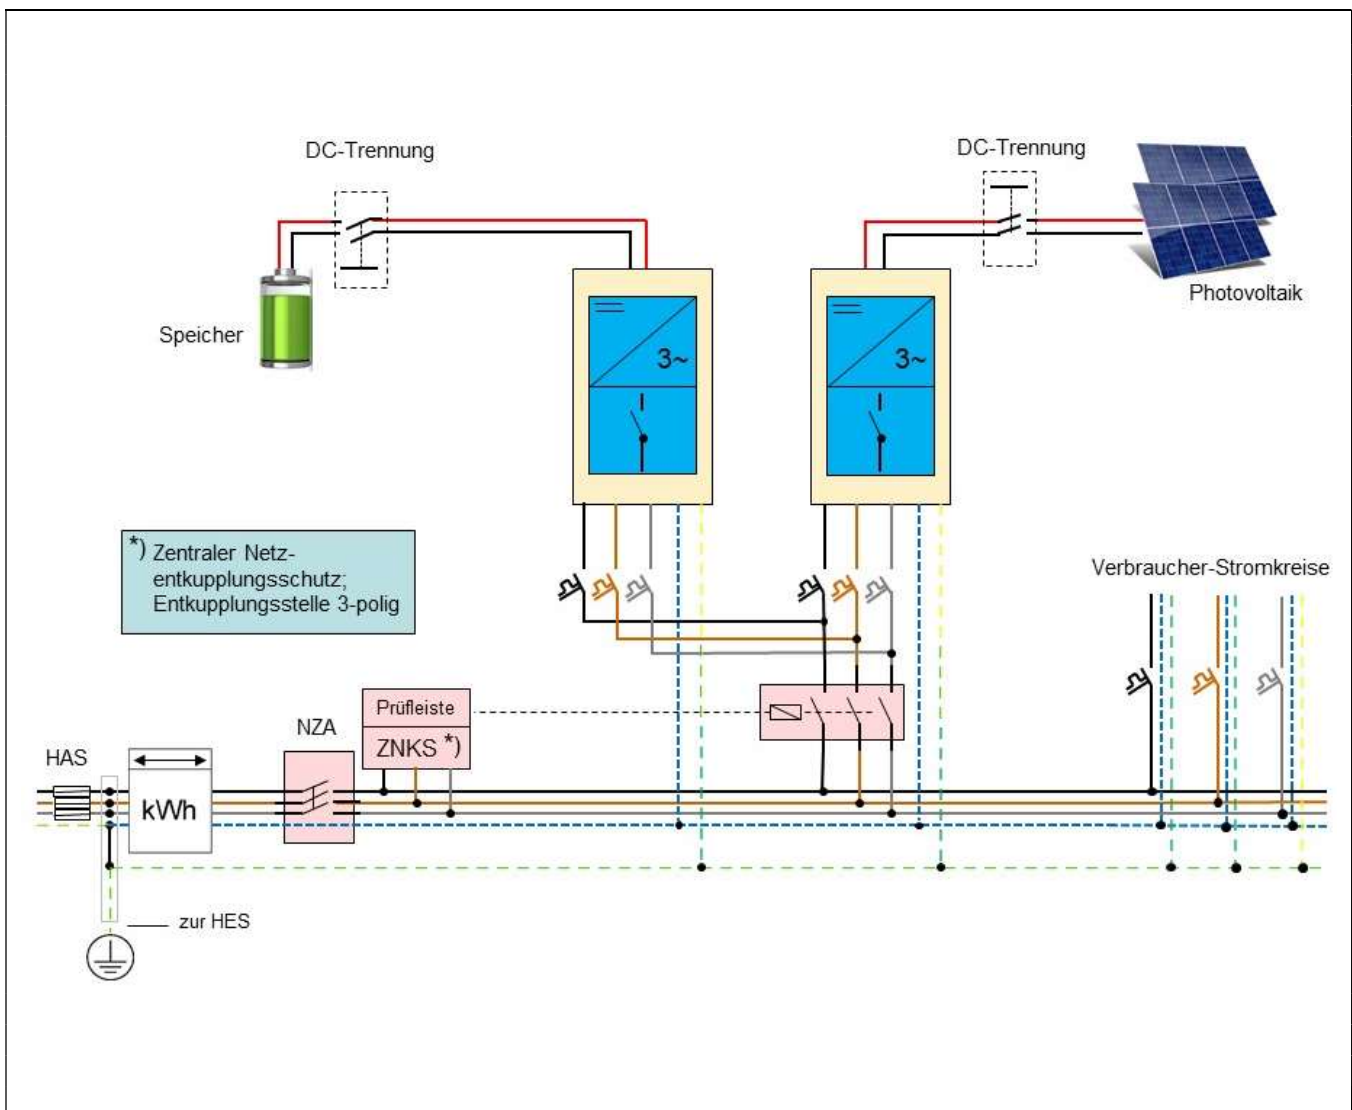 DC-Trennung
DC-Trennung
Photovoltaik
Speicher
3~
3~
*) Zentraler Netz-
entkupplungsschutz;
Entkupplungsstelle 3-polig
Verbraucher-Stromkreise
Prüfleiste
ZNKS *)
NZA
HAS
kWh
zur HES